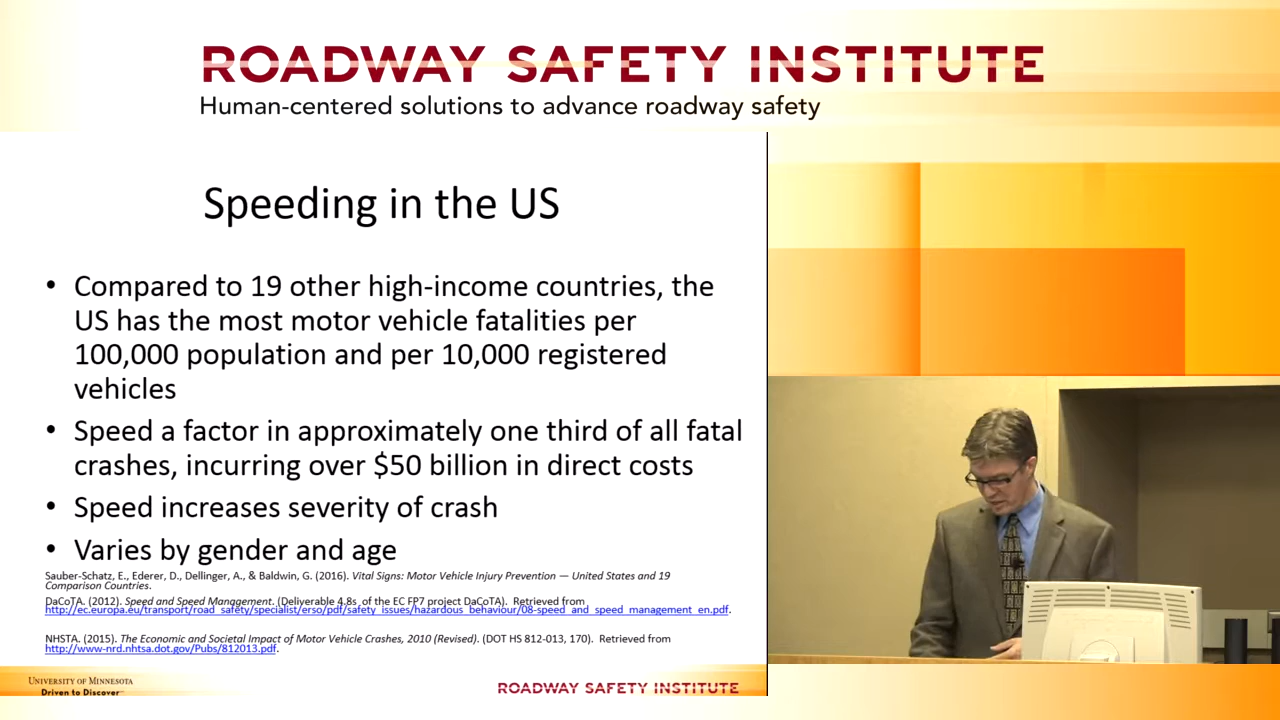 ROADWAY SAFETY INSTITUTE
Human-centered solutions to advance roadway safety
Speeding in the US
• Compared to 19 other high-income countries, the
US has the most motor vehicle fatalities per
100,000 population and per 10,000 registered
vehicles
• Speed a factor in approximately one third of all fatal
crashes, incurring over $50 billion in direct costs
• Speed increases severity of crash
• Varies by gender and age
Sauber-Schatz, E., Ederer, D., Dellinger, A., & Baldwin, G. (2016). Vital Signs: Motor Vehicle Injury Prevention — United States and 19
Comparison Countries.
DaCoTA. (2012). Speed and Speed Manngement. (Deliverable 4.8s of the EC FP7 project DaCoTA). Retrieved from
http://ec.europa.eu/transport/road_safety/specialist/erso/pdf/safety_issues/hazardous_behaviour/08-speed_and_speed_management_en.pdf.
NHSTA. (2015). The Economic and Societal Impact of Motor Vehicle Crashes, 2010 (Revised). (DOT HS 812-013, 170). Retrieved from
http://www-nrd.nhtsa.dot.gov/Pubs/812013.pdf.
UNIVERSITY OF MINNESOTA
Driven to Discover
ROADWAY SAFETY INSTITUTE